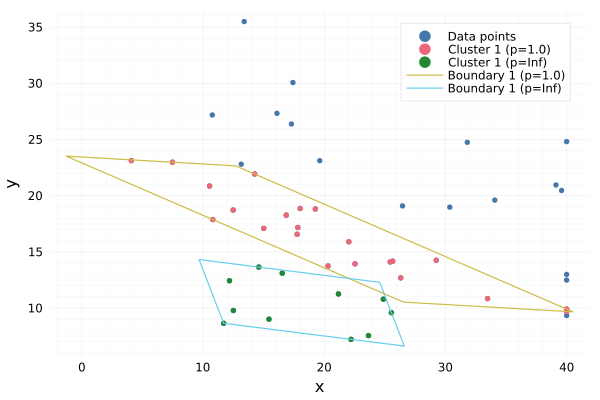 35
30
25
20
15
10
y
0
10
20
30
40
x
Data points
Cluster 1 (p=1.0)
Cluster 1 (p=Inf)
Boundary 1 (p=1.0)
Boundary 1 (p=Inf)